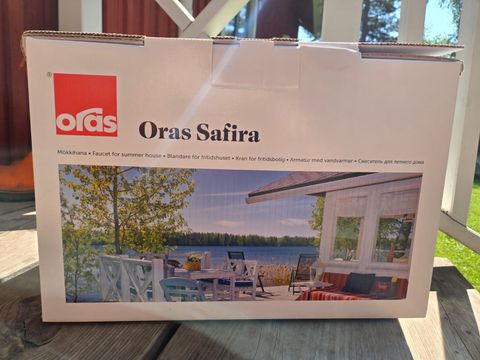 ® oras
Oras Safira
Mökkihana • Faucet for summer house • Blandare för fritidshuset • Kran for fritidsbolig • Armatur med vandvarmer • Смеситель для летнего дома